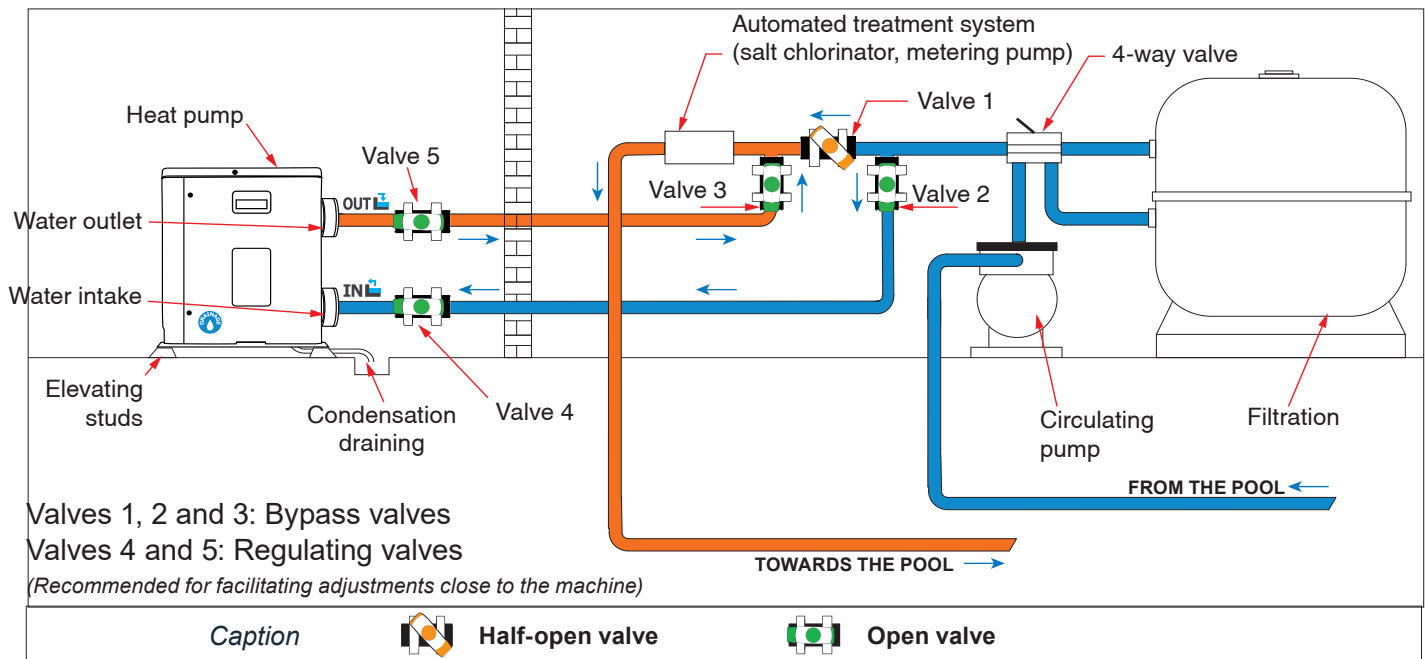 Automated treatment system
(salt chlorinator, metering pump)
4-way valve
Valve 1
Heat pump
Valve 5
Valve 3
Valve 2
OUT
Water outlet
IN
Water intake
DRAINAGE
Elevating
studs
Condensation
draining
Valve 4
Circulating
pump
Filtration
FROM THE POOL
Valves 1, 2 and 3: Bypass valves
Valves 4 and 5: Regulating valves
(Recommended for facilitating adjustments close to the machine)
TOWARDS THE POOL
Caption
Half-open valve
Open valve